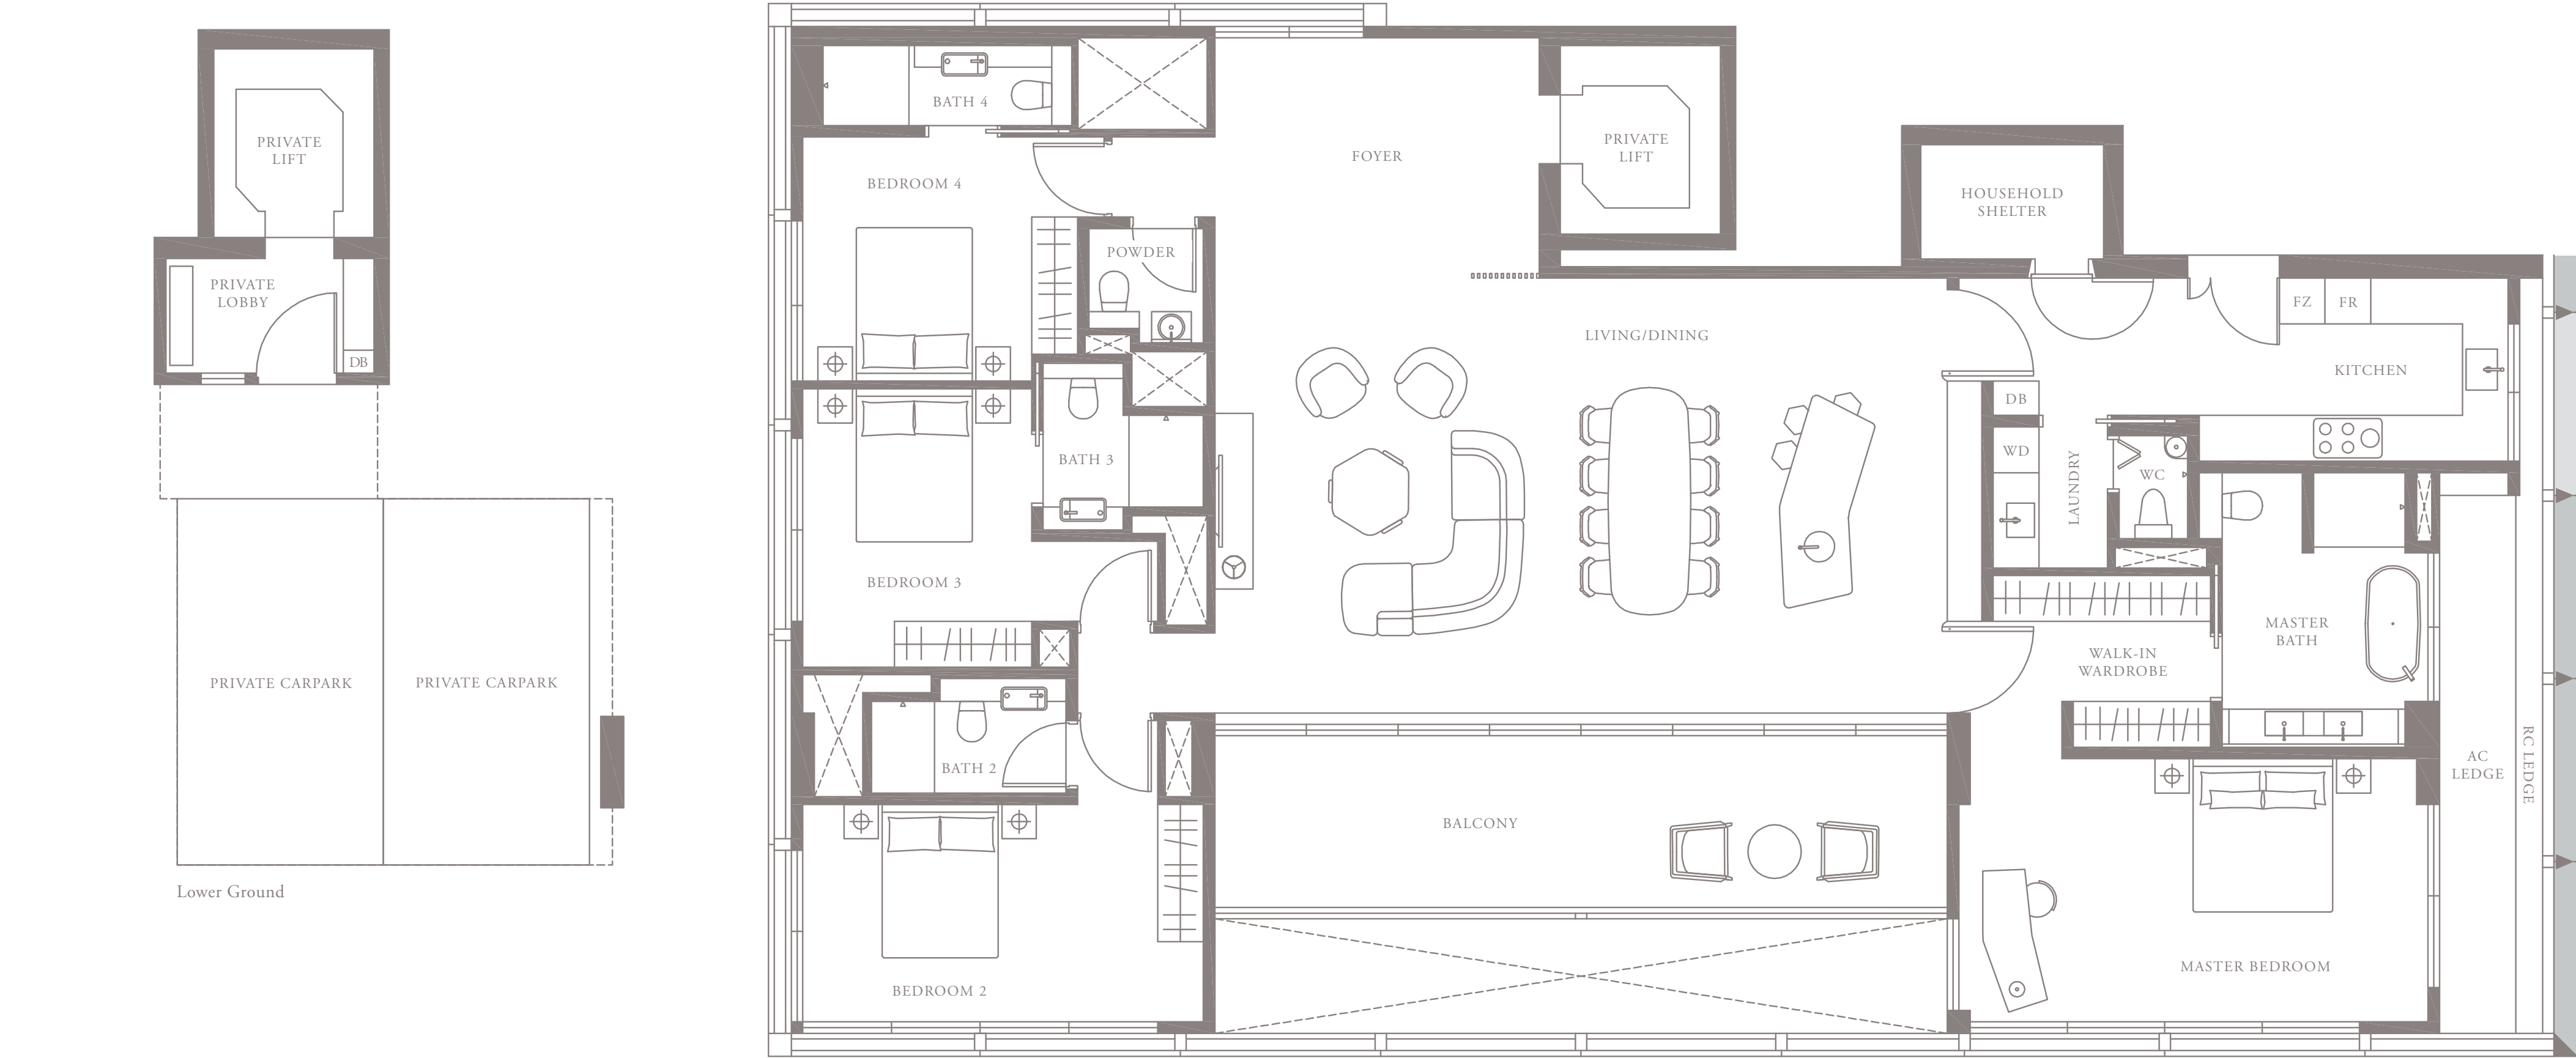 PRIVATE
LIFT
PRIVATE
LOBBY
DB
PRIVATE CARPARK
PRIVATE CARPARK
Lower Ground
BATH 4
BEDROOM 4
FOYER
PRIVATE
LIFT
HOUSEHOLD
SHELTER
POWDER
LIVING/DINING
FZ
FR
KITCHEN
DB
WD
LAUNDRY
WC
BATH 3
BEDROOM 3
MASTER
BATH
WALK-IN
WARDROBE
BATH 2
AC
LEDGE
RC LEDGE
BALCONY
BEDROOM 2
MASTER BEDROOM